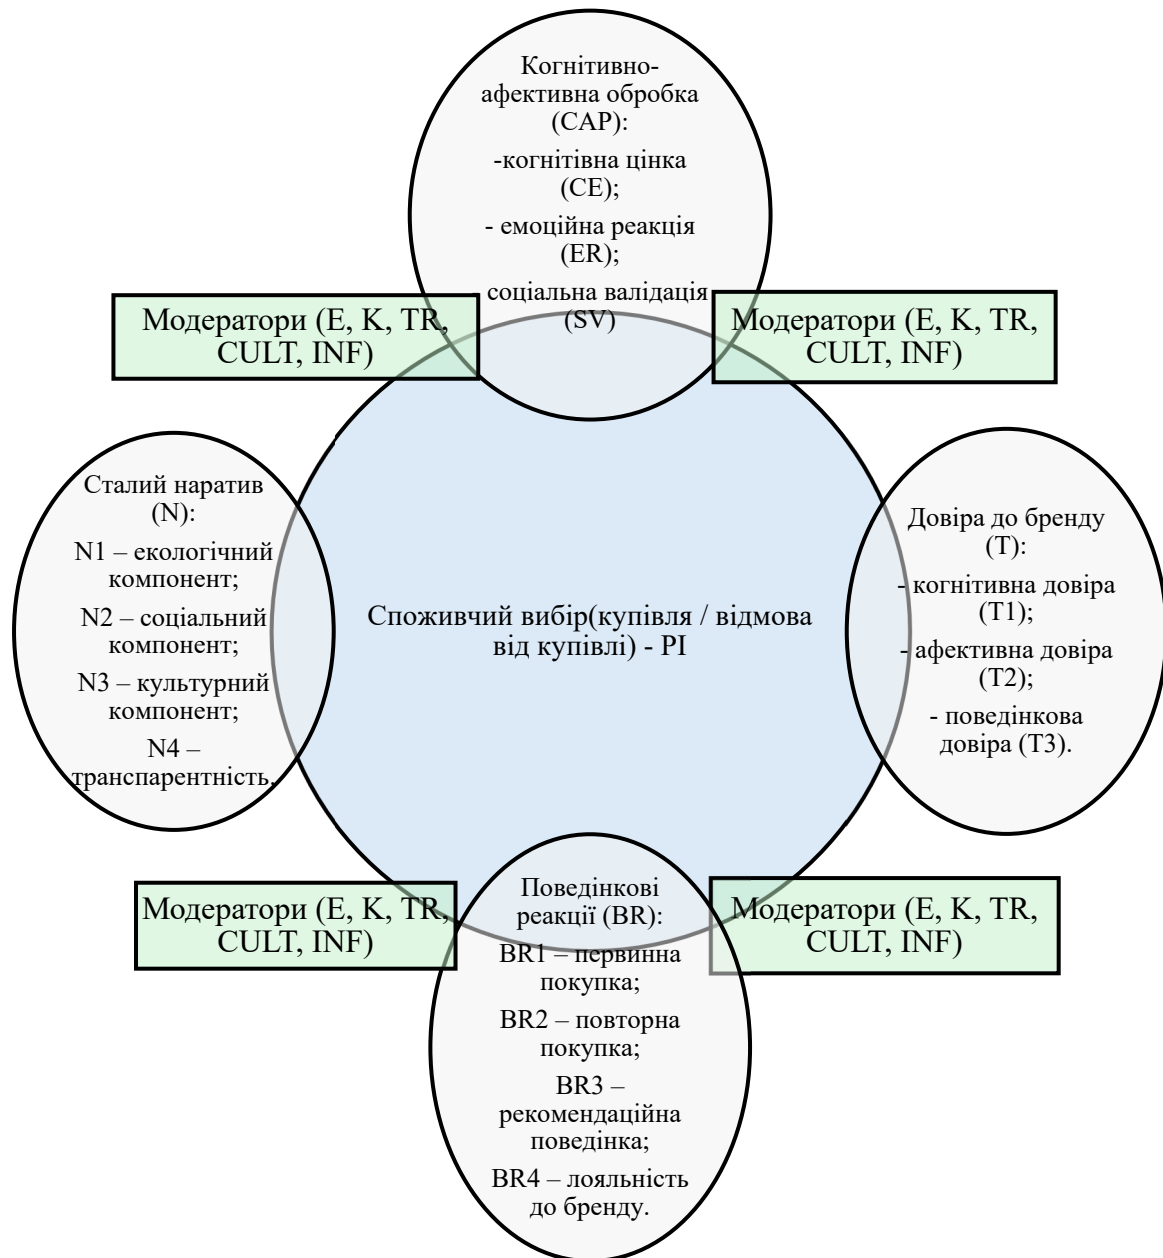 Когнітивно-
афективна обробка
(CAP):
-когнітівна цінка
(CE);
- емоційна реакція
(ER);
- соціальна валідація
(SV)
Модератори (E, K, TR,
CULT, INF)
Модератори (E, K, TR,
CULT, INF)
Сталий наратив
(N):
N1 – екологічний
компонент;
N2 – соціальний
компонент;
N3 – культурний
компонент;
N4 –
транспарентність.
Споживчий вибір(купівля / відмова
від купівлі) - PI
Довіра до бренду
(T):
- когнітивна довіра
(T1);
- афективна довіра
(T2);
- поведінкова
довіра (T3).
Модератори (E, K, TR,
CULT, INF)
Поведінкові
реакції (BR):
BR1 – первинна
покупка;
BR2 – повторна
покупка;
BR3 –
рекомендаційна
поведінка;
BR4 – лояльність
до бренду.
Модератори (E, K, TR,
CULT, INF)